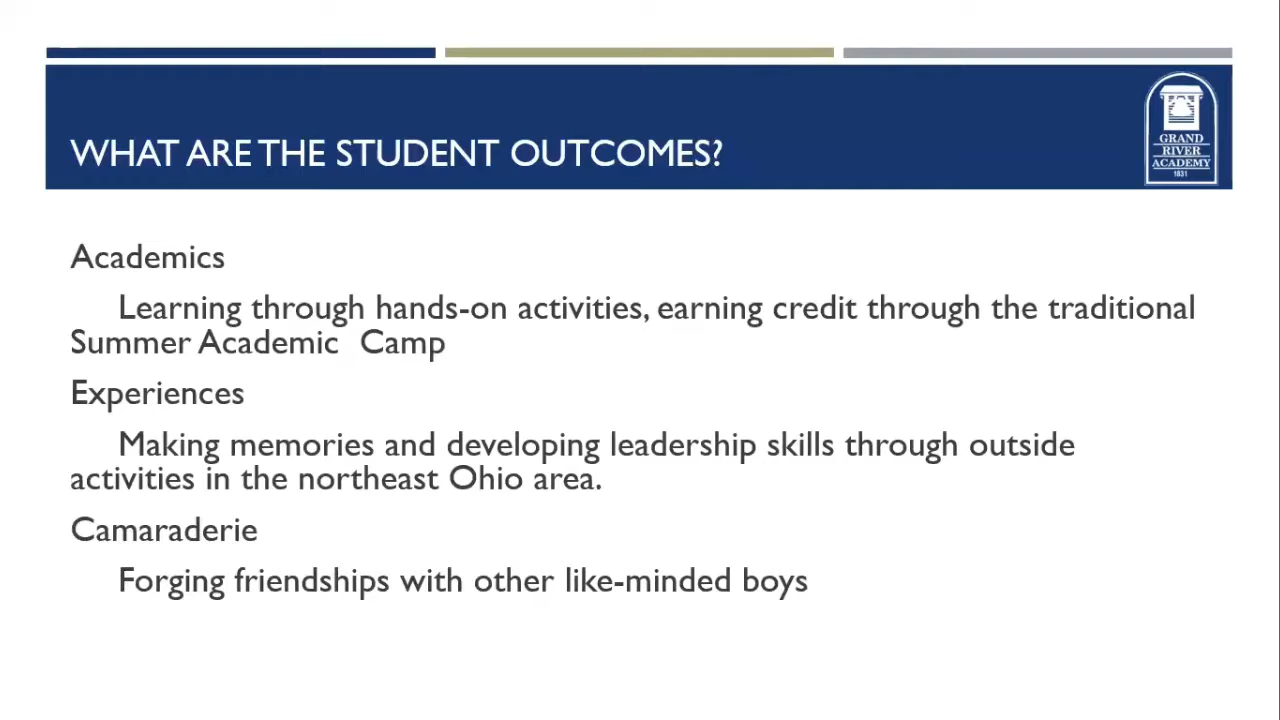 WHAT ARE THE STUDENT OUTCOMES?
GRAND
RIVER
ACADEMY
1831
Academics
Learning through hands-on activities, earning credit through the traditional
Summer Academic  Camp
Experiences
Making memories and developing leadership skills through outside
activities in the northeast Ohio area.
Camaraderie
Forging friendships with other like-minded boys